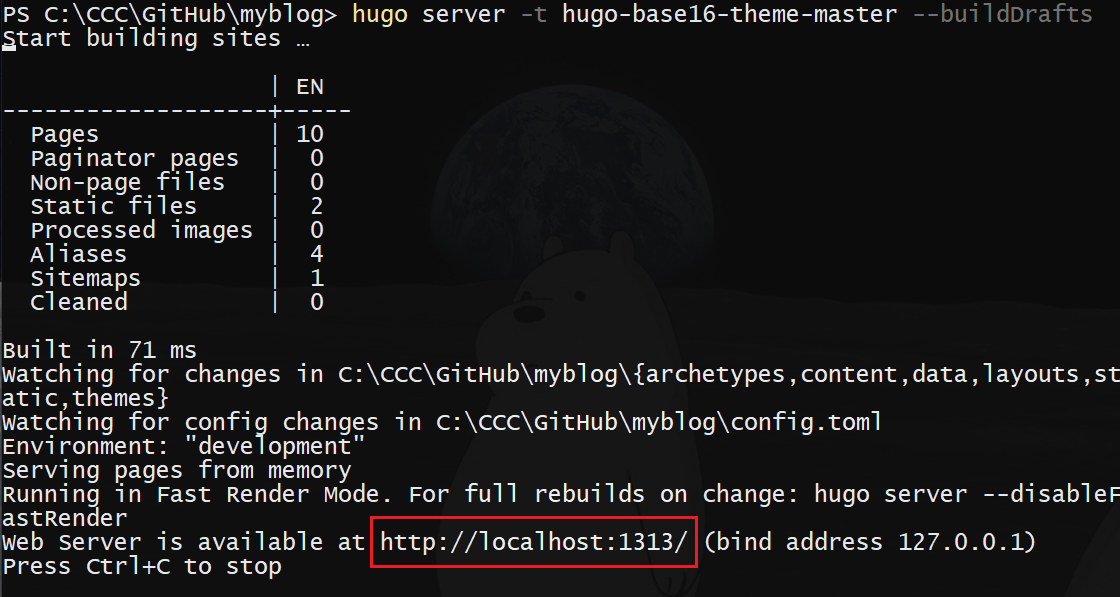 PS C:\CCC\GitHub\myblog> hugo server -t hugo-base16-theme-master --buildDrafts
Start building sites …
| EN
-------------------+-----
Pages | 10
Paginator pages | 0
Non-page files | 0
Static files | 2
Processed images | 0
Aliases | 4
Sitemaps | 1
Cleaned | 0
Built in 71 ms
Watching for changes in C:\CCC\GitHub\myblog\{archetypes,content,data,layouts,st
atic,themes}
Watching for config changes in C:\CCC\GitHub\myblog\config.toml
Environment: "development"
Serving pages from memory
Running in Fast Render Mode. For full rebuilds on change: hugo server --disableF
astRender
Web Server is available at http://localhost:1313/ (bind address 127.0.0.1)
Press Ctrl+C to stop